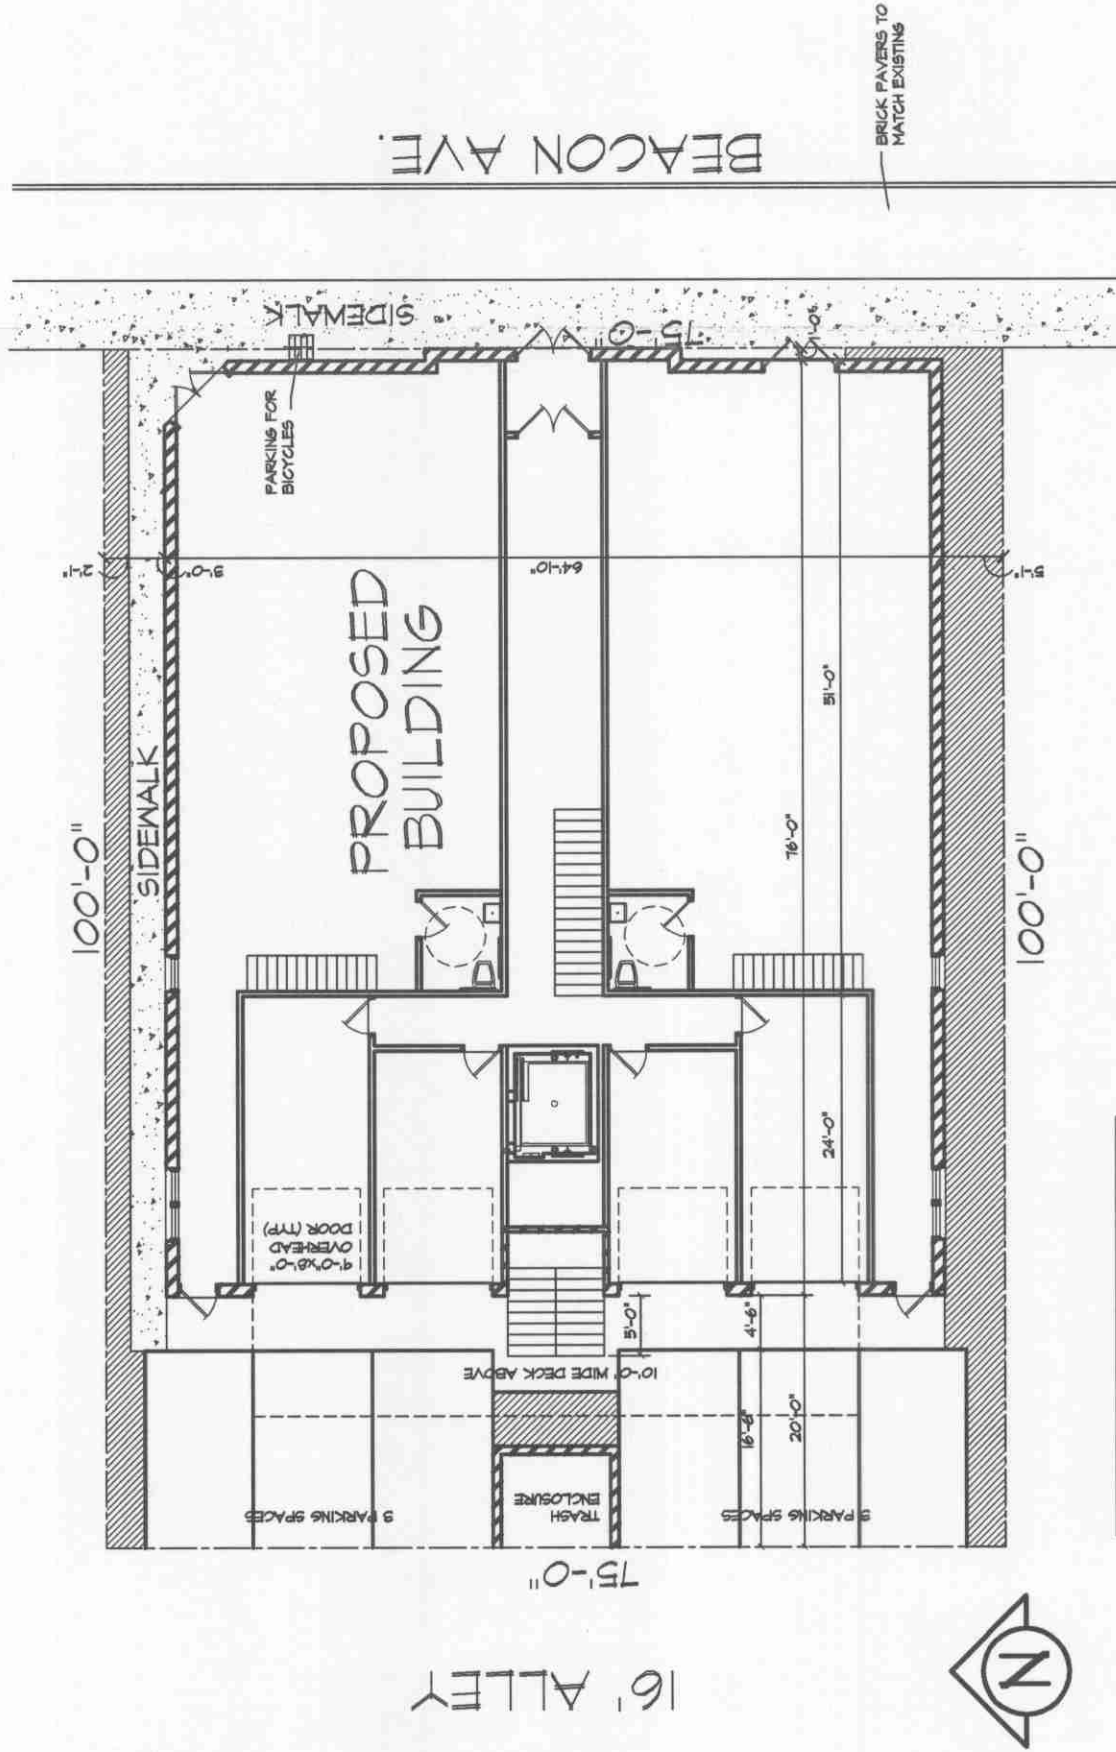 BEACON AVE.
BRICK PAVERS TO
MATCH EXISTING
SIDEWALK
75'-0"
1'-0"
PARKING FOR
BICYCLES
2'-1"
3'-0"
64'-10"
5'-1"
PROPOSED
BUILDING
SIDEWALK
100'-0"
100'-0"
51'-0"
76'-0"
24'-0"
9'-0"x8'-0"
OVERHEAD
DOOR (TYP)
5'-0"
4'-6"
10'-0" WIDE DECK ABOVE
16'-6"
20'-0"
3 PARKING SPACES
TRASH
ENCLOSURE
3 PARKING SPACES
75'-0"
16' ALLEY
N